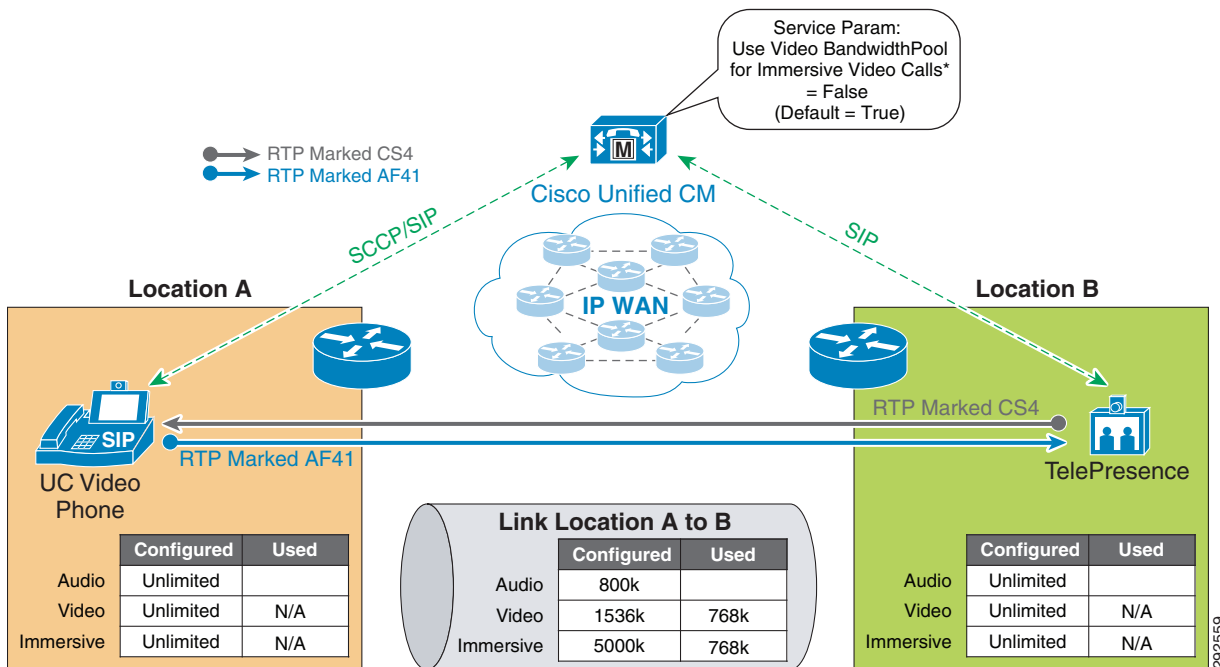 Service Param:
Use Video BandwidthPool
for Immersive Video Calls*
= False
(Default = True)
RTP Marked CS4
RTP Marked AF41
M
Cisco Unified CM
SCCP/SIP
SIP
IP WAN
Location A
Location B
RTP Marked CS4
SIP
RTP Marked AF41
UC Video
Phone
TelePresence
Configured Used
Audio Unlimited
Video Unlimited N/A
Immersive Unlimited N/A
Link Location A to B
Configured Used
Audio 800k
Video 1536k 768k
Immersive 5000k 768k
Configured Used
Audio Unlimited
Video Unlimited N/A
Immersive Unlimited N/A
292559